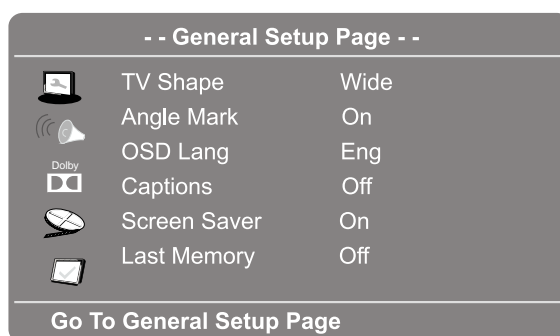 - - General Setup Page - -
TV Shape Wide
Angle Mark On
OSD Lang Eng
Dolby
Captions Off
Screen Saver On
Last Memory Off
Go To General Setup Page